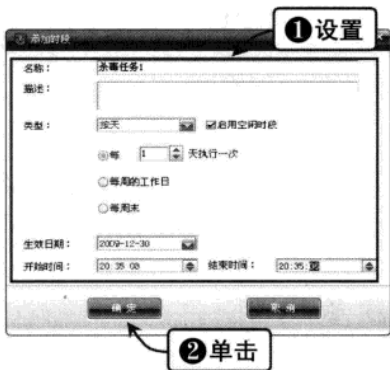 ❶设置
添加时段
名称： 杀毒任务1
描述：
类型： 按天 启用空闲时段
每 1 天执行一次
每周的工作日
每周末
生效日期： 2009-12-30
开始时间： 20:35 结束时间： 20:35:
确定 取消
❷单击